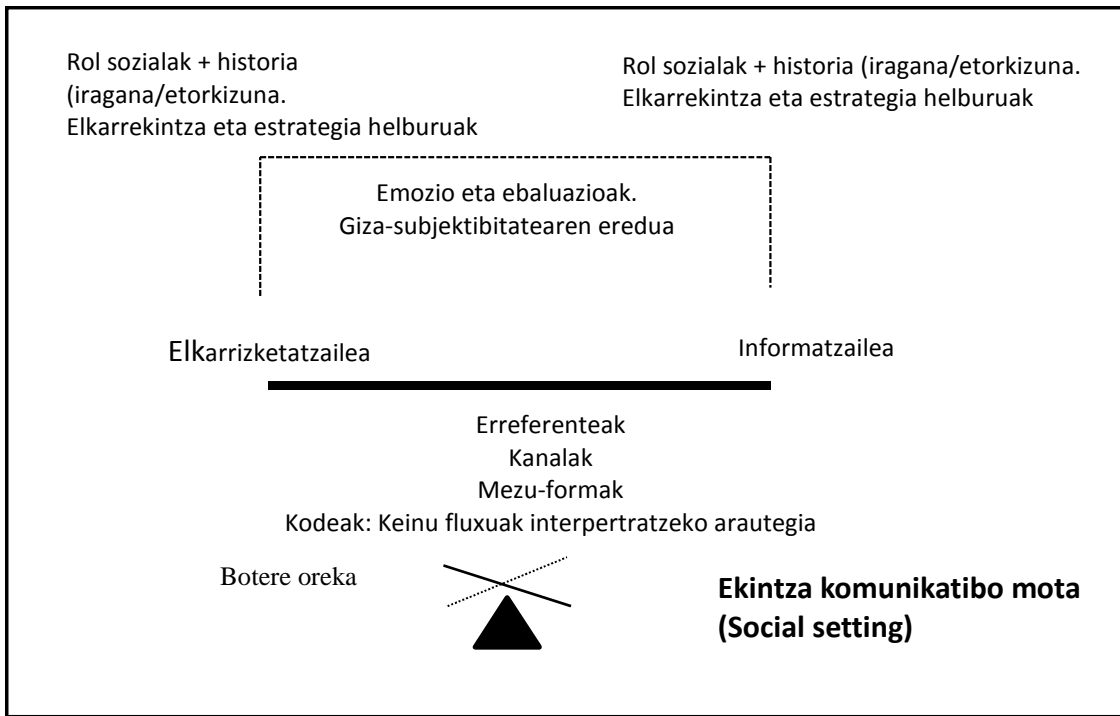 Rol sozialak + historia
(iragana/etorkizuna.
Elkarrekintza eta estrategia helburuak
Rol sozialak + historia (iragana/etorkizuna.
Elkarrekintza eta estrategia helburuak
Emozio eta ebaluazioak.
Giza-subjektibitatearen eredua
Elkarrizketatzailea
Informatzailea
Erreferenteak
Kanalak
Mezu-formak
Kodeak: Keinu fluxuak interpertratzeko arautegia
Botere oreka
Ekintza komunikatibo mota
(Social setting)